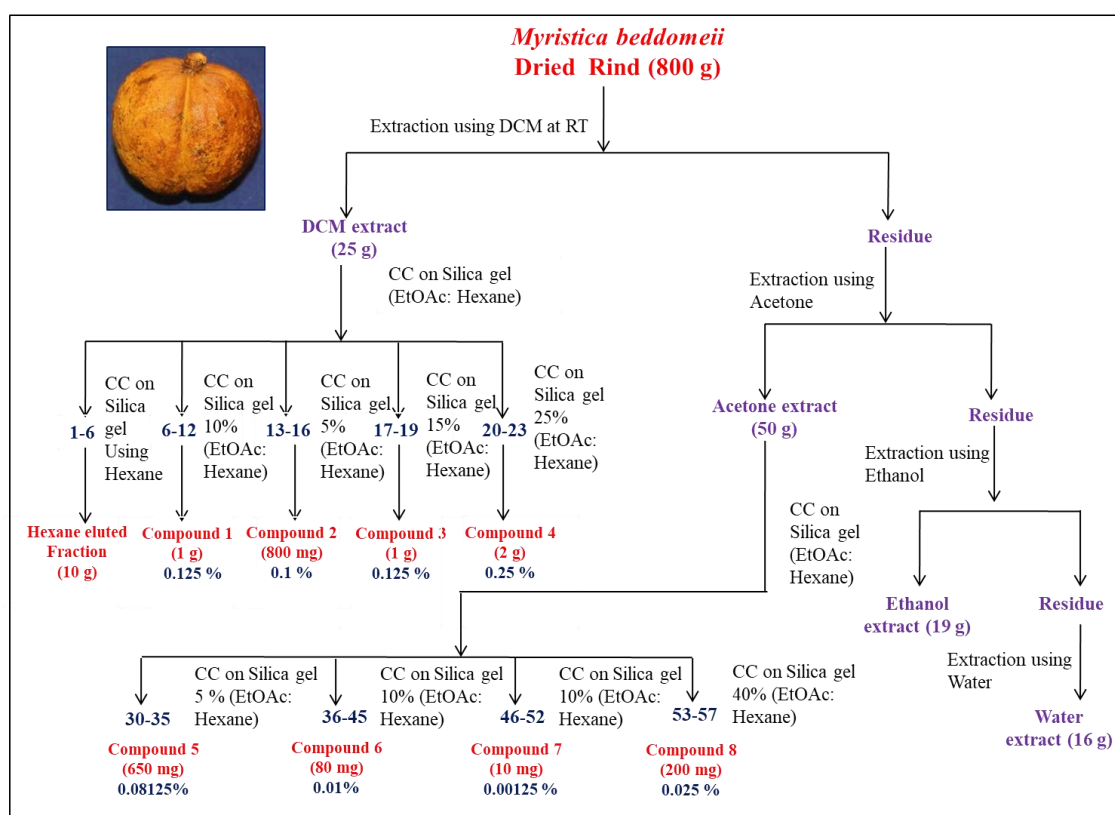 Myristica beddomeii
Dried Rind (800 g)
Extraction using DCM at RT
DCM extract
(25 g)
Residue
CC on Silica gel
(EtOAc: Hexane)
Extraction using
Acetone
1-6
CC on
Silica
gel
Using
Hexane
6-12
CC on
Silica gel
10%
(EtOAc:
Hexane)
13-16
CC on
Silica gel
5%
(EtOAc:
Hexane)
17-19
CC on
Silica gel
15%
(EtOAc:
Hexane)
20-23
CC on
Silica gel
25%
(EtOAc:
Hexane)
Acetone extract
(50 g)
Residue
Extraction using
Ethanol
Hexane eluted
Fraction
(10 g)
Compound 1
(1 g)
0.125 %
Compound 2
(800 mg)
0.1 %
Compound 3
(1 g)
0.125 %
Compound 4
(2 g)
0.25 %
CC on
Silica gel
(EtOAc:
Hexane)
Ethanol
extract (19 g)
Residue
Extraction using
Water
Water
extract (16 g)
30-35
CC on Silica gel
5 % (EtOAc:
Hexane)
36-45
CC on Silica gel
10% (EtOAc:
Hexane)
46-52
CC on Silica gel
10% (EtOAc:
Hexane)
53-57
CC on Silica gel
40% (EtOAc:
Hexane)
Compound 5
(650 mg)
0.08125%
Compound 6
(80 mg)
0.01%
Compound 7
(10 mg)
0.00125%
Compound 8
(200 mg)
0.025 %